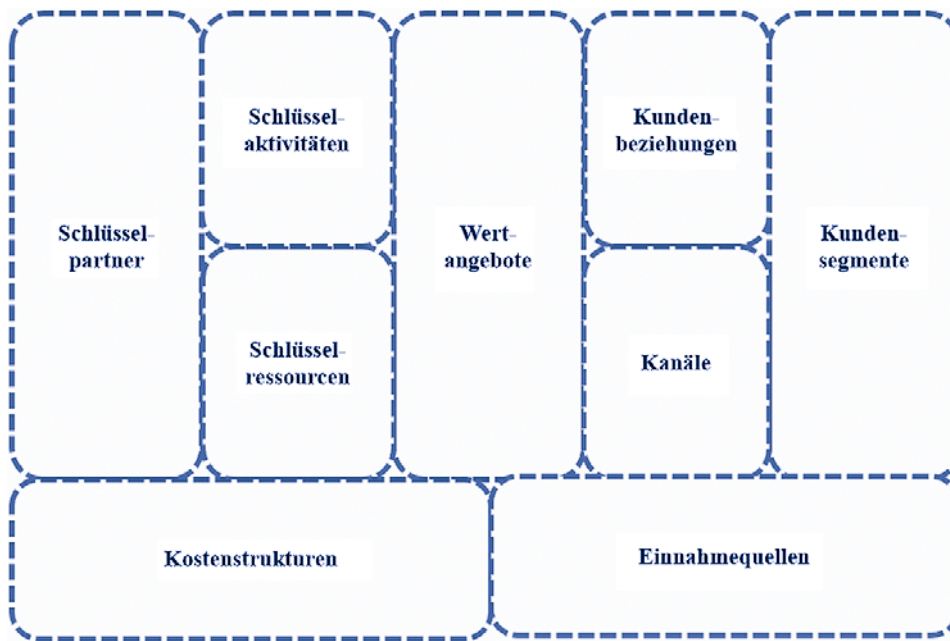 Schlüssel-
partner
Schlüssel-
aktivitäten
Schlüssel-
ressourcen
Wert-
angebote
Kunden-
beziehungen
Kanäle
Kunden-
segmente
Kostenstrukturen
Einnahmequellen